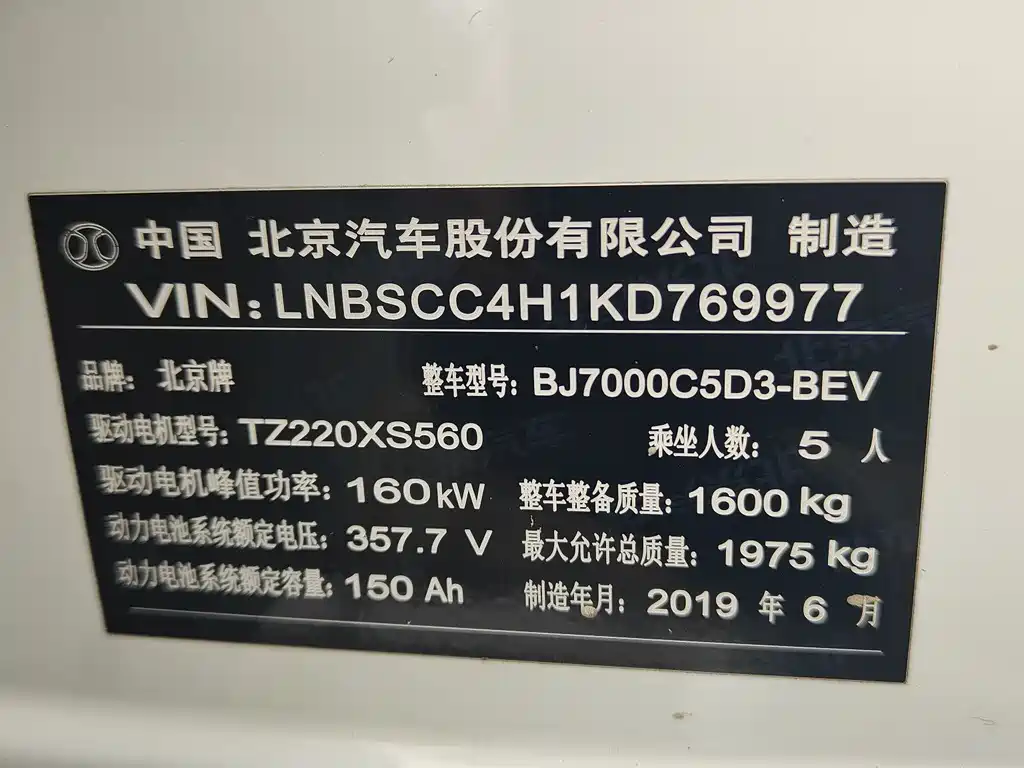 中国 北京汽车股份有限公司 制造
VIN: LNBSCC4H1KD769977
品牌: 北京牌 整车型号: BJ7000C5D3-BEV
驱动电机型号: TZ220XS560 乘坐人数: 5 人
驱动电机峰值功率: 160kW 整车整备质量: 1600 kg
动力电池系统额定电压: 357.7 V 最大允许总质量: 1975 kg
动力电池系统额定容量: 150 Ah 制造年月: 2019 年 6 月